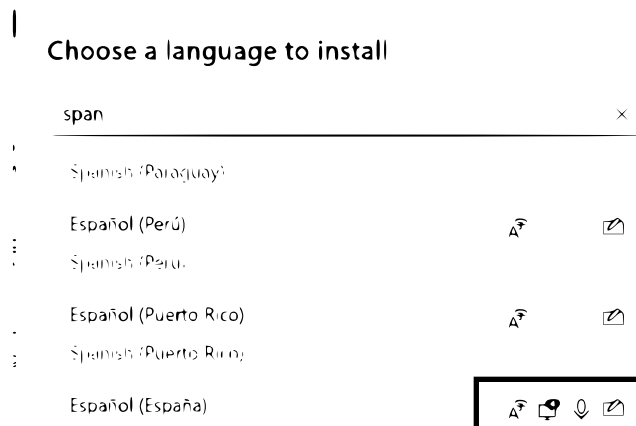 Choose a language to install
span
Spanish (Paraguay)
Español (Perú)
Spanish (Peru)
Español (Puerto Rico)
Spanish (Puerto Rico)
Español (España)